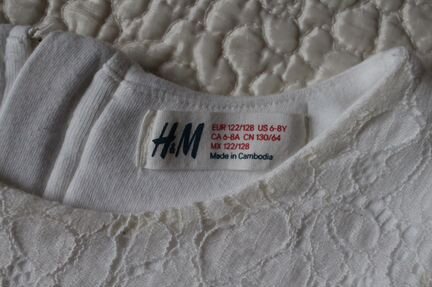 H&M
EUR 122/128 US 6-8Y
CA 6-8A CN 130/64
MX 122/128
Made in Cambodia